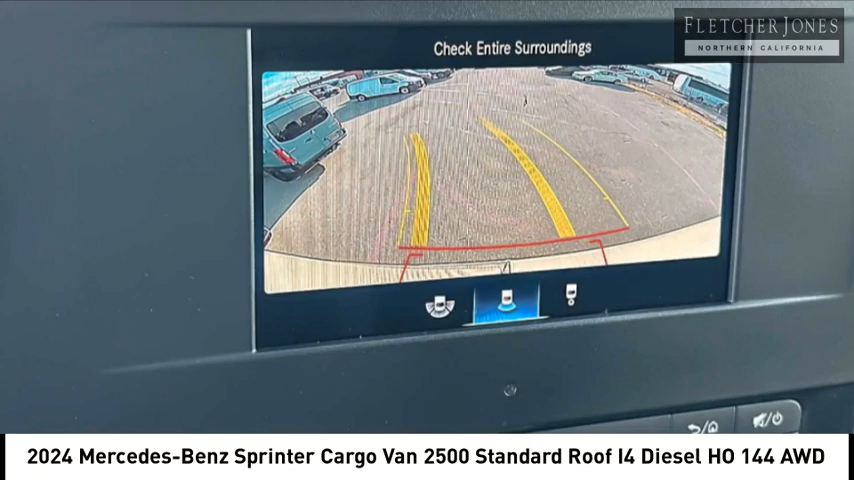 Check Entire Surroundings
FLETCHER JONES
NORTHERN CALIFORNIA
2024 Mercedes-Benz Sprinter Cargo Van 2500 Standard Roof I4 Diesel HO 144 AWD